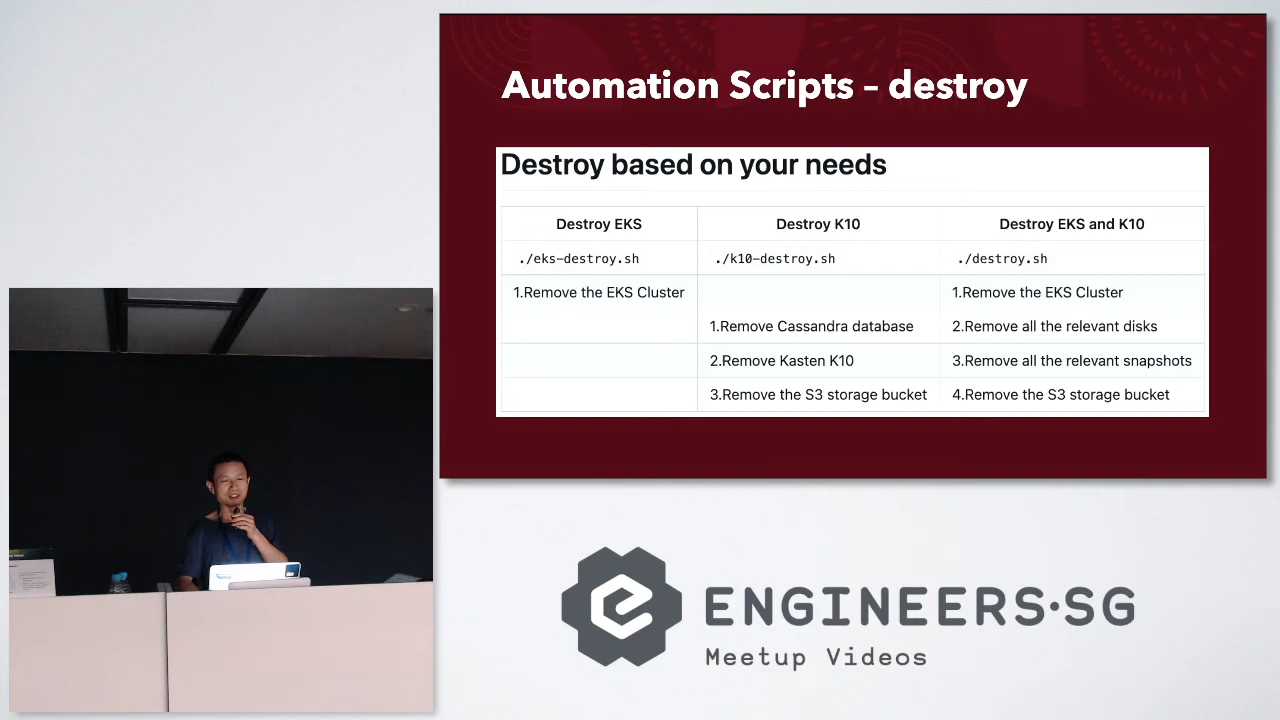 Automation Scripts – destroy
Destroy based on your needs
Destroy EKS Destroy K10 Destroy EKS and K10
./eks-destroy.sh ./k10-destroy.sh ./destroy.sh
1.Remove the EKS Cluster 1.Remove the EKS Cluster
1.Remove Cassandra database 2.Remove all the relevant disks
2.Remove Kasten K10 3.Remove all the relevant snapshots
3.Remove the S3 storage bucket 4.Remove the S3 storage bucket
ENGINEERS·SG
Meetup Videos